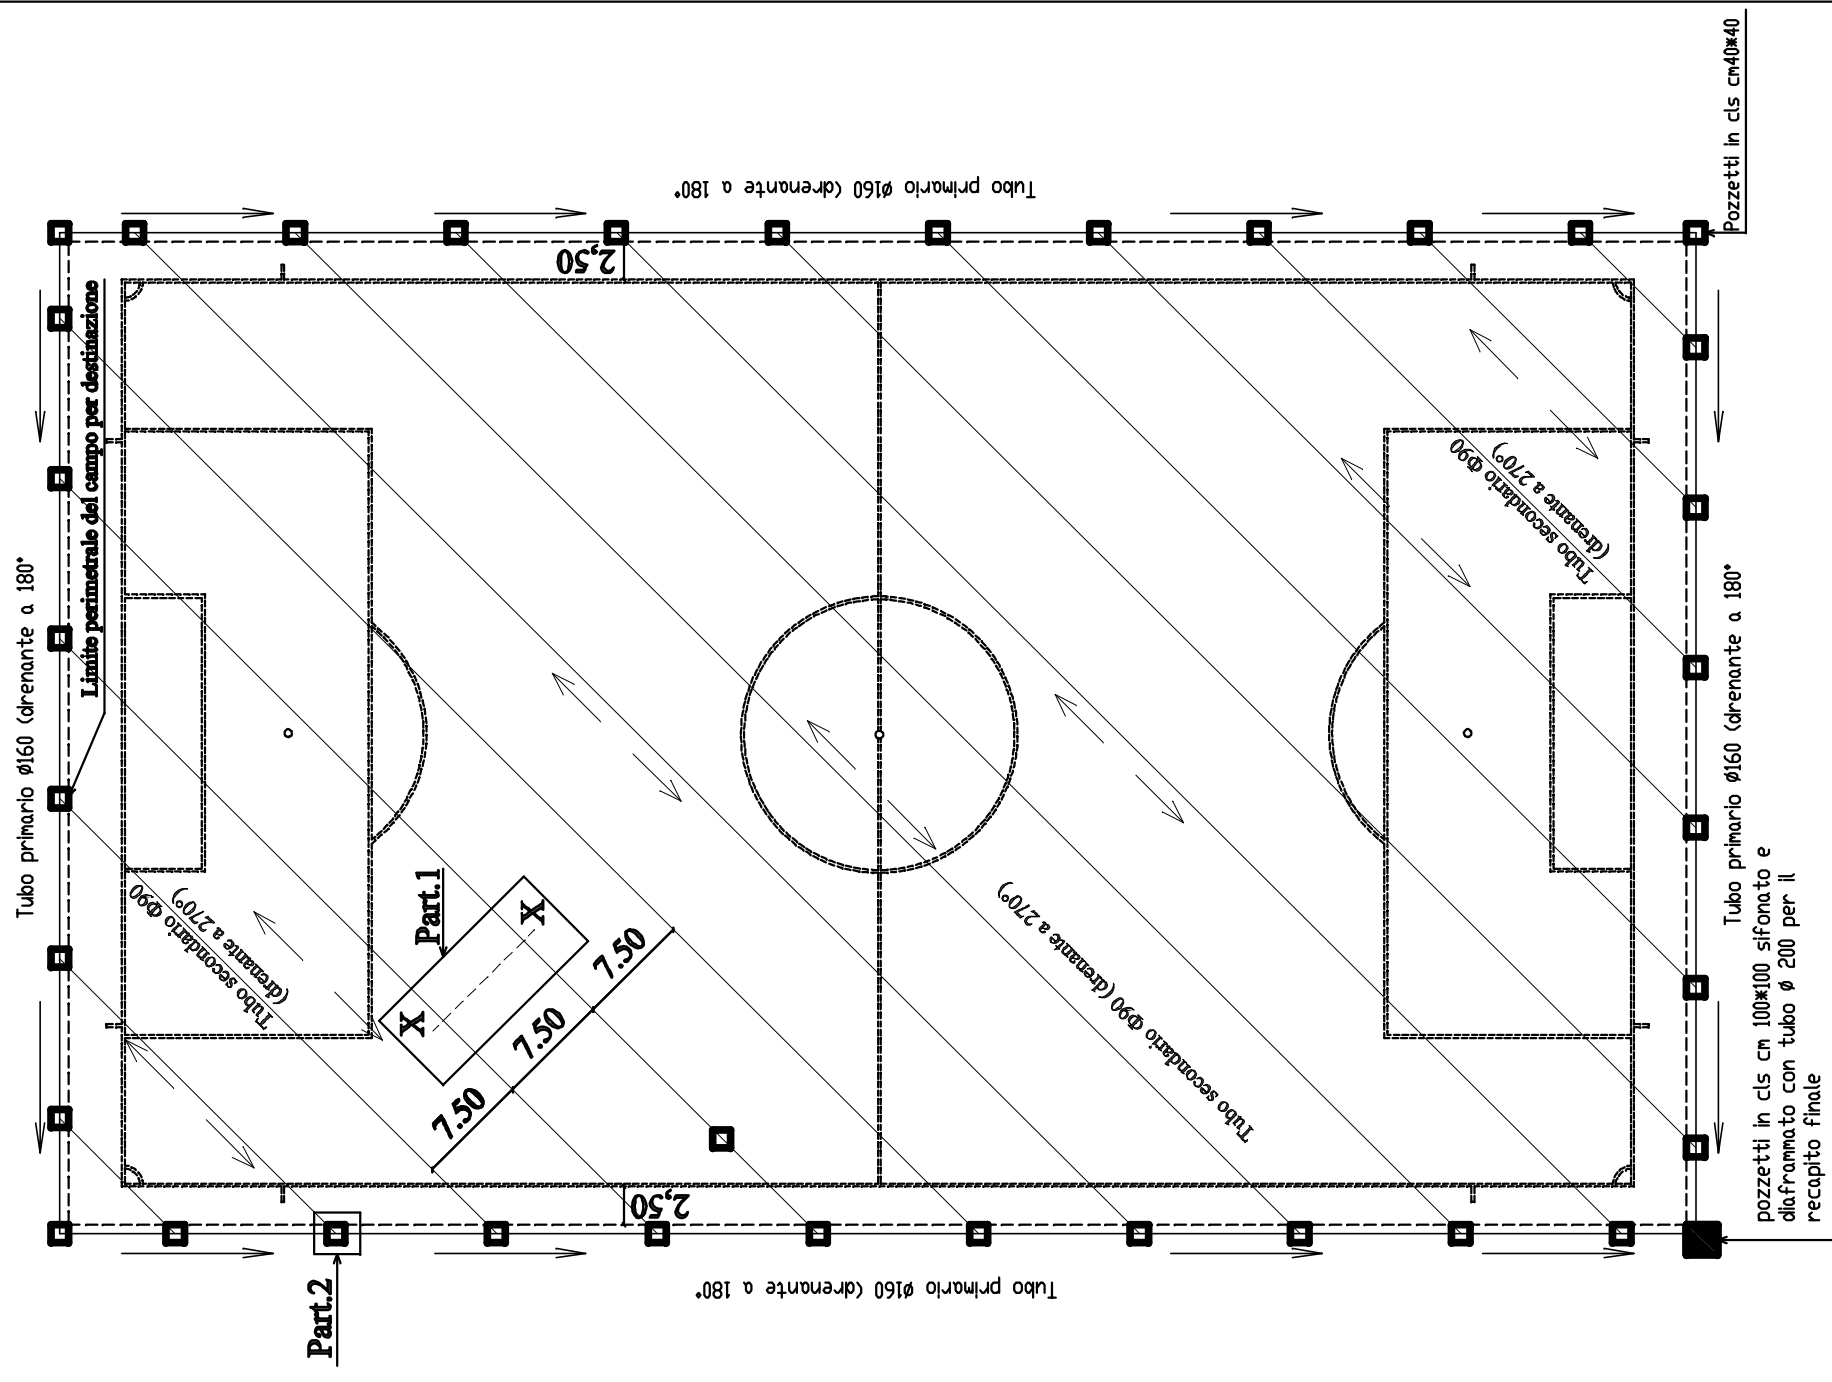 Pozzetti in cls cm40*40
Tubo primario ø160 (drenante a 180°
2,50
Limite perimetrale del campo per destinazione
Tubo primario ø160 (drenante a 180°
Tubo secondario Φ90
(drenante a 270°)
Tubo secondario Φ90
(drenante a 270°)
Part.1
X
X
7.50
7.50
7.50
Tubo secondario Φ90 (drenante a 270°)
Tubo primario ø160 (drenante a 180°
pozzetti in cls cm 100*100 sifonato e
diaframmato con tubo ø 200 per il
recapito finale
2,50
Tubo primario ø160 (drenante a 180°
Part.2